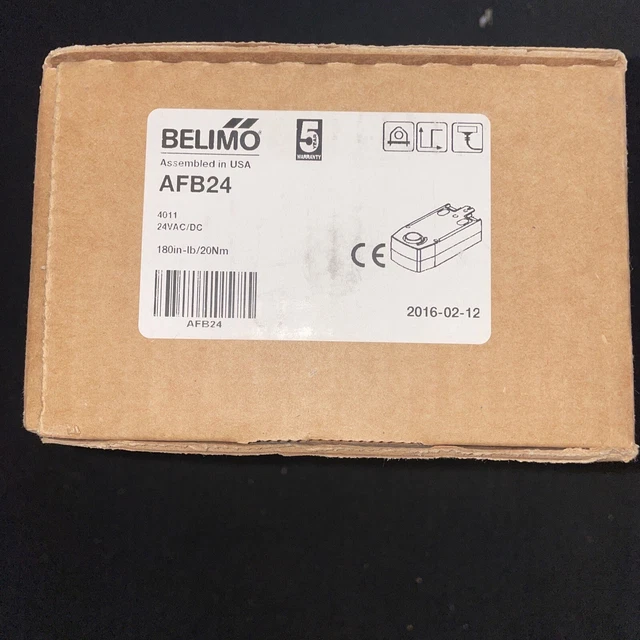 BELIMO
Assembled in USA
AFB24
4011
24VAC/DC
180in-lb/20Nm
AFB24
5
WARRANTY
CE
2016-02-12